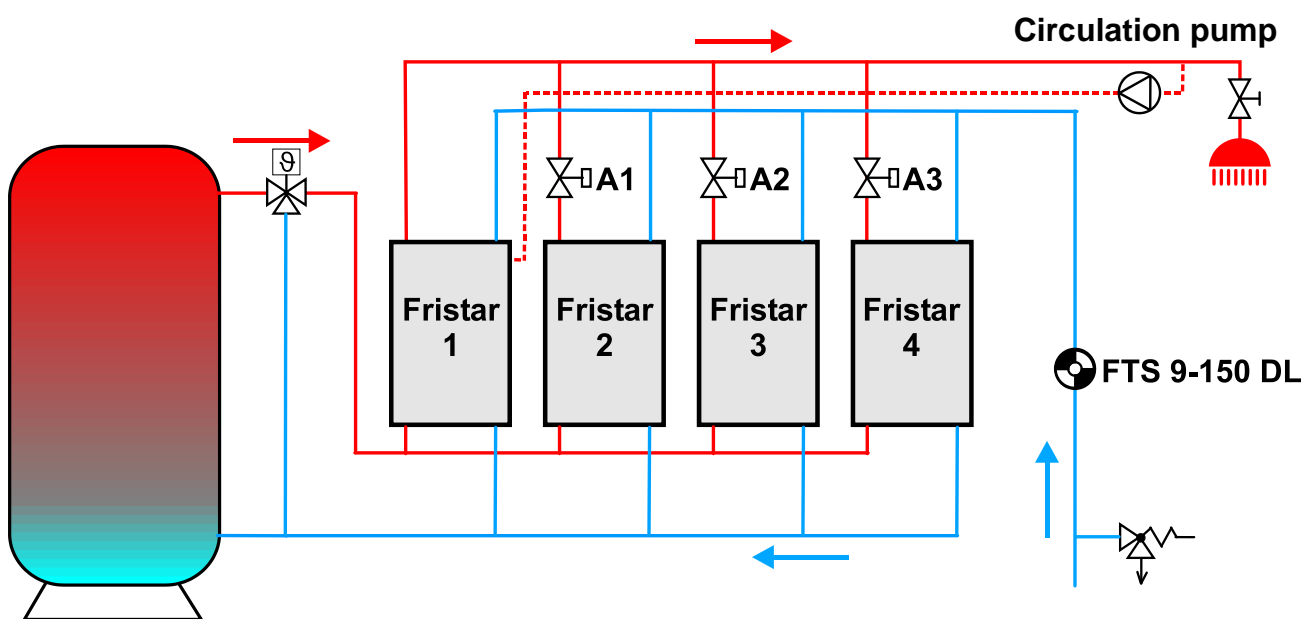 Circulation pump
ϑ
A1
A2
A3
Fristar
1
Fristar
2
Fristar
3
Fristar
4
FTS 9-150 DL